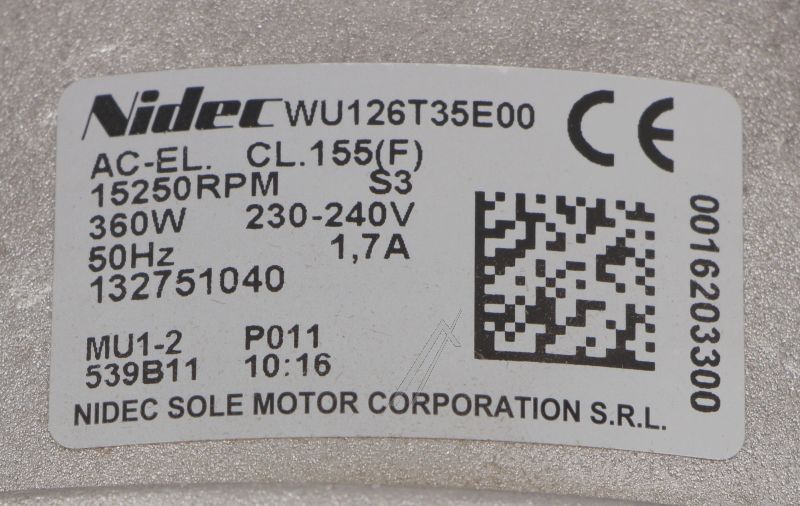 Nidec WU126T35E00 CE
AC-EL. CL.155(F)
15250RPM S3
360W 230-240V
50Hz 1,7A
132751040
MU1-2 P011
539B11 10:16
NIDEC SOLE MOTOR CORPORATION S.R.L.
0016203300